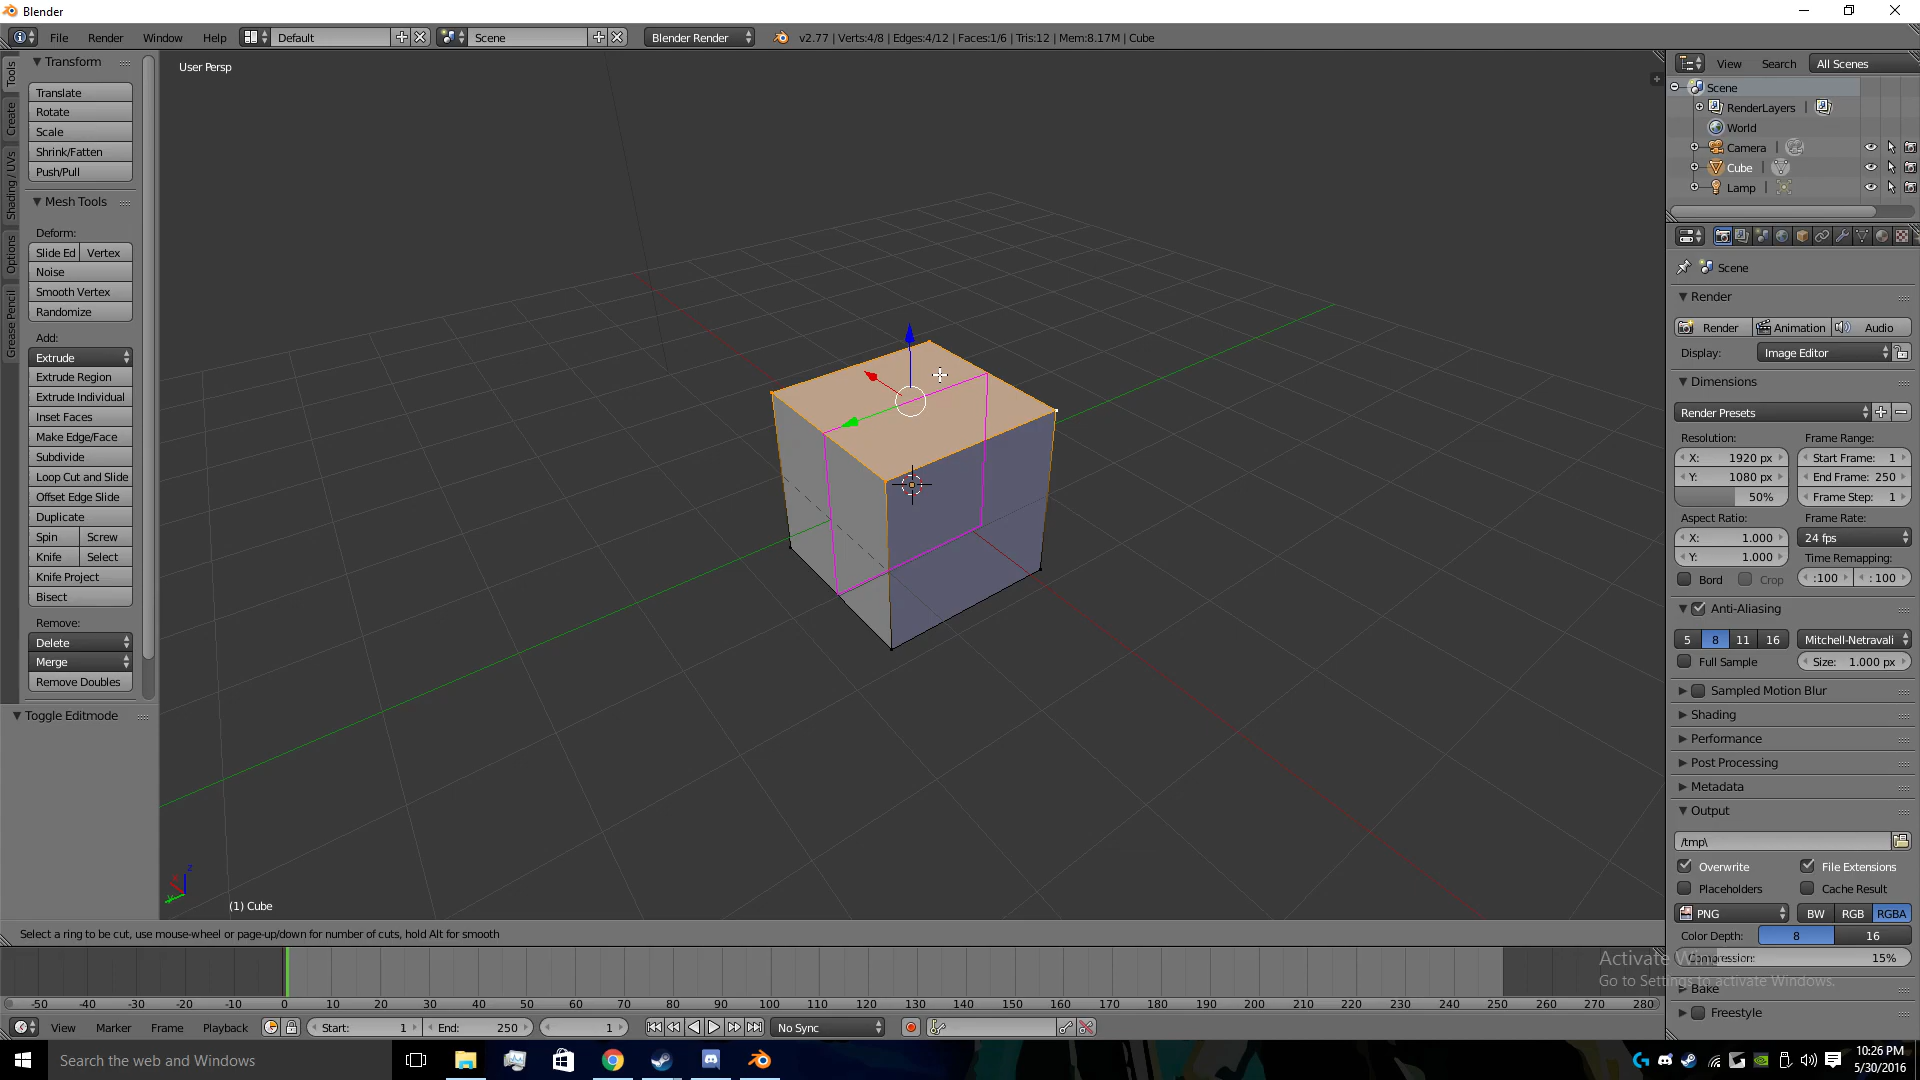 Blender
File Render Window Help Default Scene Blender Render v2.77 | Verts:4/8 | Edges:4/12 | Faces:1/6 | Tris:12 | Mem:8.17M | Cube
Tools
Create
Shading / UVs
Options
Grease Pencil
Transform
Translate
Rotate
Scale
Shrink/Fatten
Push/Pull
Mesh Tools
Deform:
Slide Ed Vertex
Noise
Smooth Vertex
Randomize
Add:
Extrude
Extrude Region
Extrude Individual
Inset Faces
Make Edge/Face
Subdivide
Loop Cut and Slide
Offset Edge Slide
Duplicate
Spin Screw
Knife Select
Knife Project
Bisect
Remove:
Delete
Merge
Remove Doubles
Toggle Editmode
User Persp
z
x
y
(1) Cube
Select a ring to be cut, use mouse-wheel or page-up/down for number of cuts, hold Alt for smooth
View Search All Scenes
Scene
RenderLayers |
World
Camera |
Cube |
Lamp |
Scene
Render
Render Animation Audio
Display: Image Editor
Dimensions
Render Presets
Resolution: Frame Range:
X: 1920 px Start Frame: 1
Y: 1080 px End Frame: 250
50% Frame Step: 1
Aspect Ratio: Frame Rate:
X: 1.000 24 fps
Y: 1.000 Time Remapping:
Bord Crop :100 : 100
Anti-Aliasing
5 8 11 16 Mitchell-Netravali
Full Sample Size: 1.000 px
Sampled Motion Blur
Shading
Performance
Post Processing
Metadata
Output
/tmp\
Overwrite File Extensions
Placeholders Cache Result
PNG BW RGB RGBA
Color Depth: 8 16
Compression: 15%
Activate Win
Go to Settings to activate Windows.
Bake
Freestyle
-50 -40 -30 -20 -10 0 10 20 30 40 50 60 70 80 90 100 110 120 130 140 150 160 170 180 190 200 210 220 230 240 250 260 270 280
View Marker Frame Playback Start: 1 End: 250 1 No Sync
Search the web and Windows
10:26 PM
5/30/2016